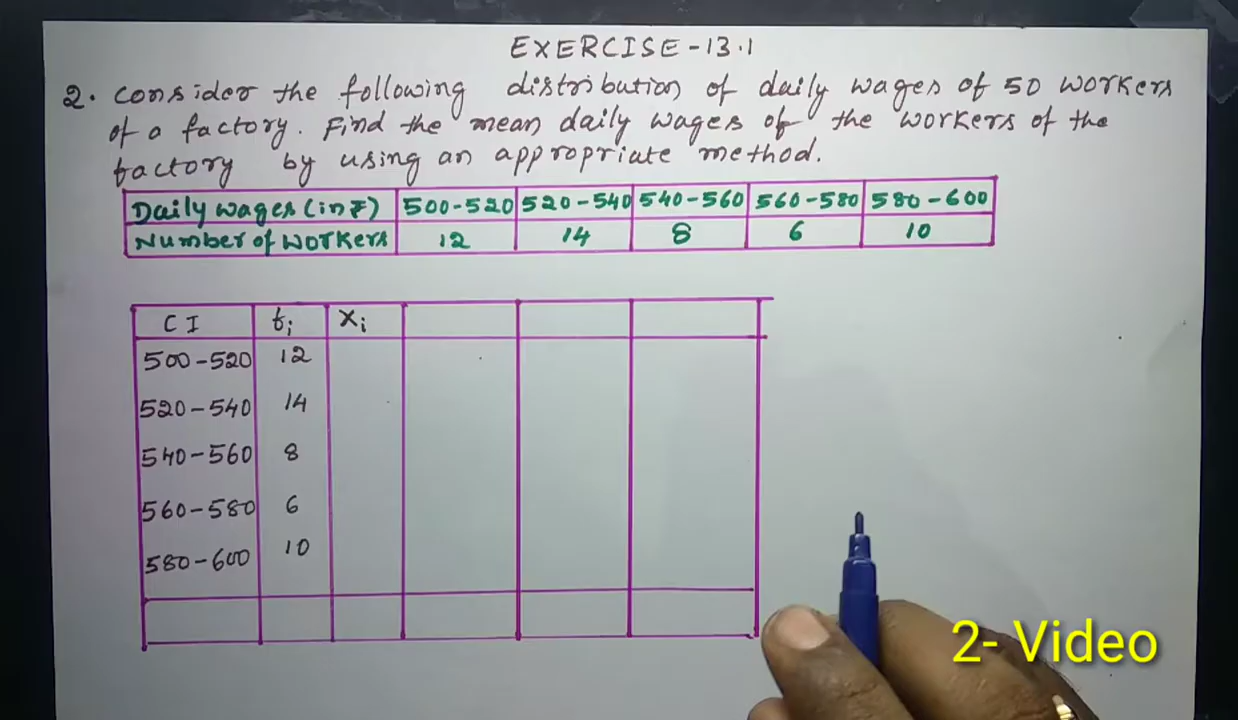 EXERCISE-13.1
2. Consider the following distribution of daily wages of 50 workers
of a factory. Find the mean daily wages of the workers of the
factory by using an appropriate method.
Daily wages (in ₹) 500-520 520-540 540-560 560-580 580-600
Number of workers 12 14 8 6 10
CI fi Xi
500-520 12
520-540 14
540-560 8
560-580 6
580-600 10
2- Video